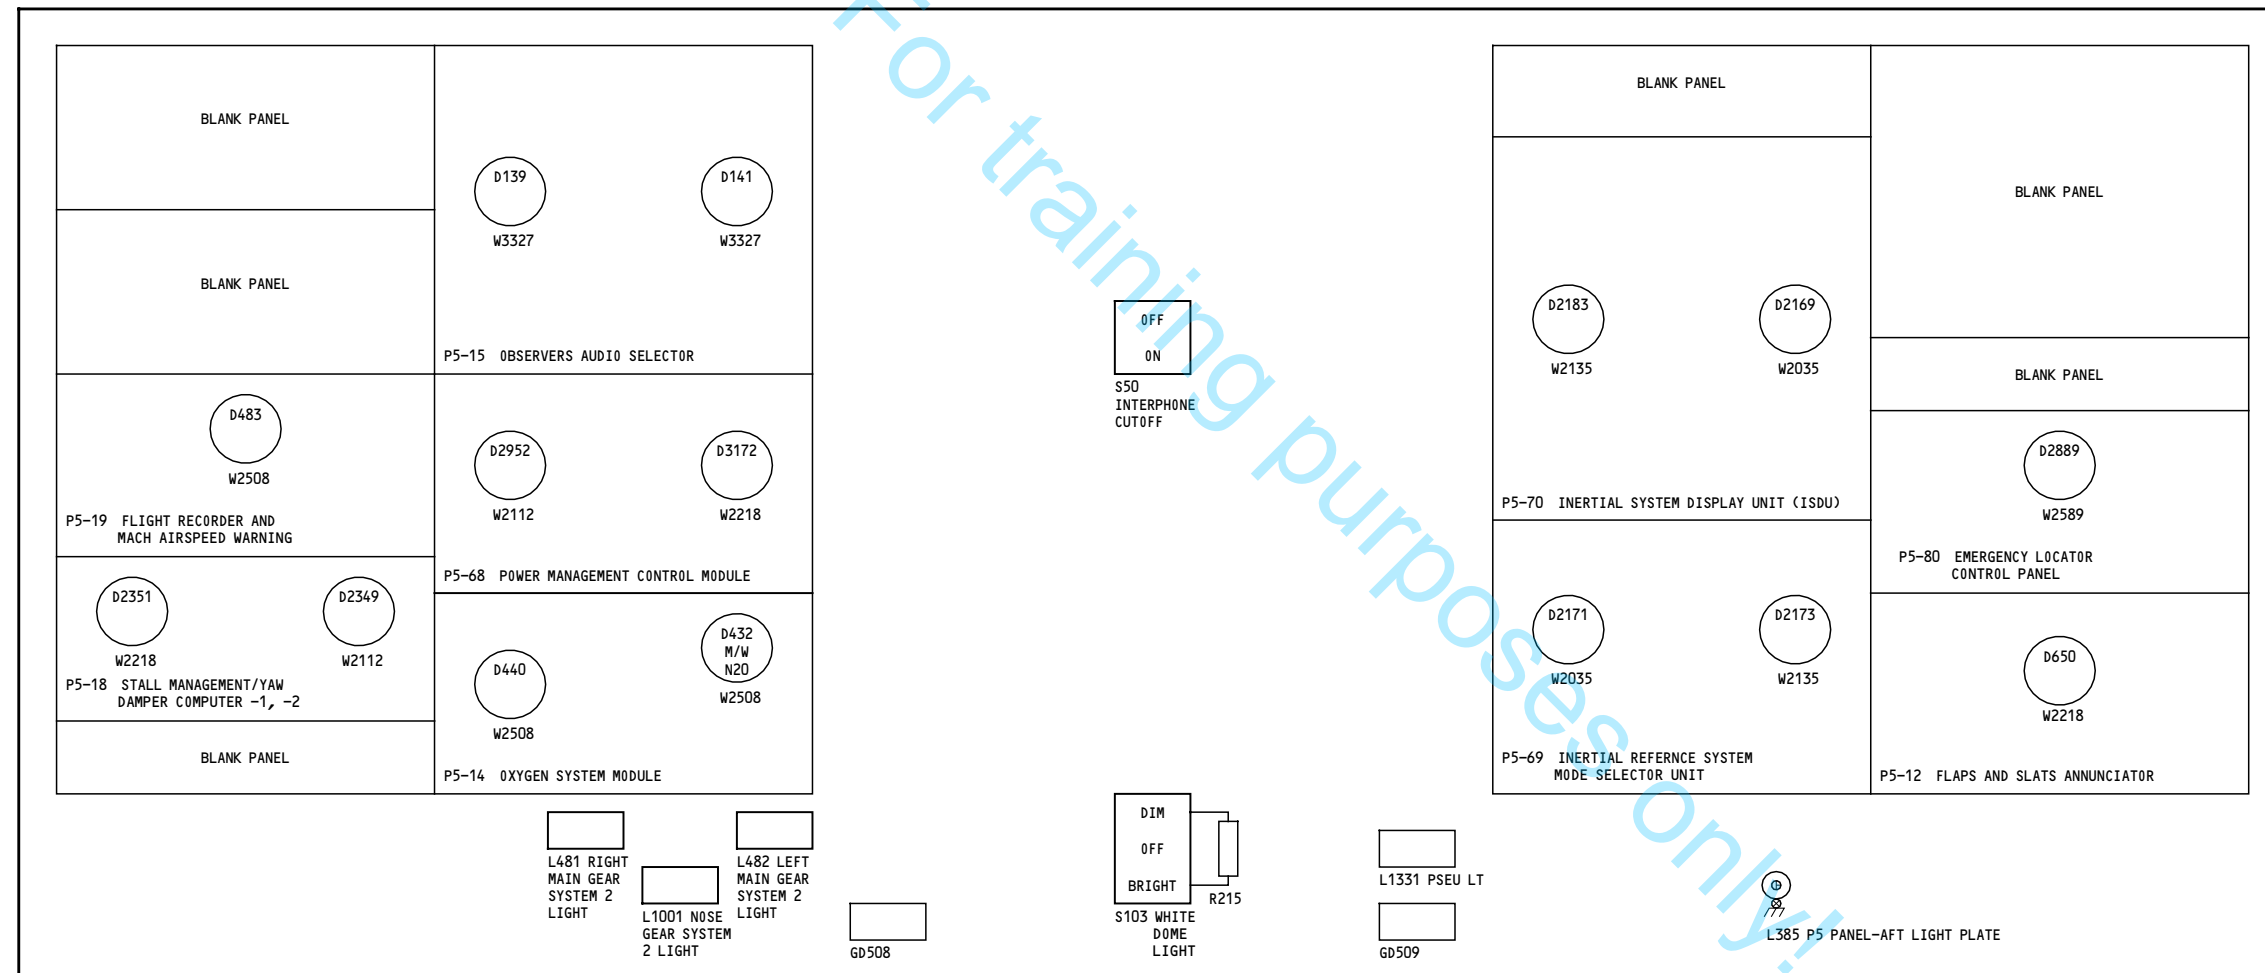 BLANK PANEL
BLANK PANEL
D483
W2508
P5-19 FLIGHT RECORDER AND
MACH AIRSPEED WARNING
D2351
D2349
W2218
W2112
P5-18 STALL MANAGEMENT/YAW
DAMPER COMPUTER -1, -2
BLANK PANEL
D139
D141
W3327
W3327
P5-15 OBSERVERS AUDIO SELECTOR
D2952
D3172
W2112
W2218
P5-68 POWER MANAGEMENT CONTROL MODULE
D440
D432
M/W
N20
W2508
W2508
P5-14 OXYGEN SYSTEM MODULE
L481 RIGHT
MAIN GEAR
SYSTEM 2
LIGHT
L1001 NOSE
GEAR SYSTEM
2 LIGHT
L482 LEFT
MAIN GEAR
SYSTEM 2
LIGHT
GD508
OFF
ON
S50
INTERPHONE
CUTOFF
DIM
OFF
BRIGHT
R215
S103 WHITE
DOME
LIGHT
L1331 PSEU LT
GD509
BLANK PANEL
D2183
D2169
W2135
W2035
P5-70 INERTIAL SYSTEM DISPLAY UNIT (ISDU)
D2171
D2173
W2035
W2135
P5-69 INERTIAL REFERNCE SYSTEM
MODE SELECTOR UNIT
BLANK PANEL
BLANK PANEL
D2889
W2589
P5-80 EMERGENCY LOCATOR
CONTROL PANEL
D650
W2218
P5-12 FLAPS AND SLATS ANNUNCIATOR
L385 P5 PANEL-AFT LIGHT PLATE
For training purposes only!